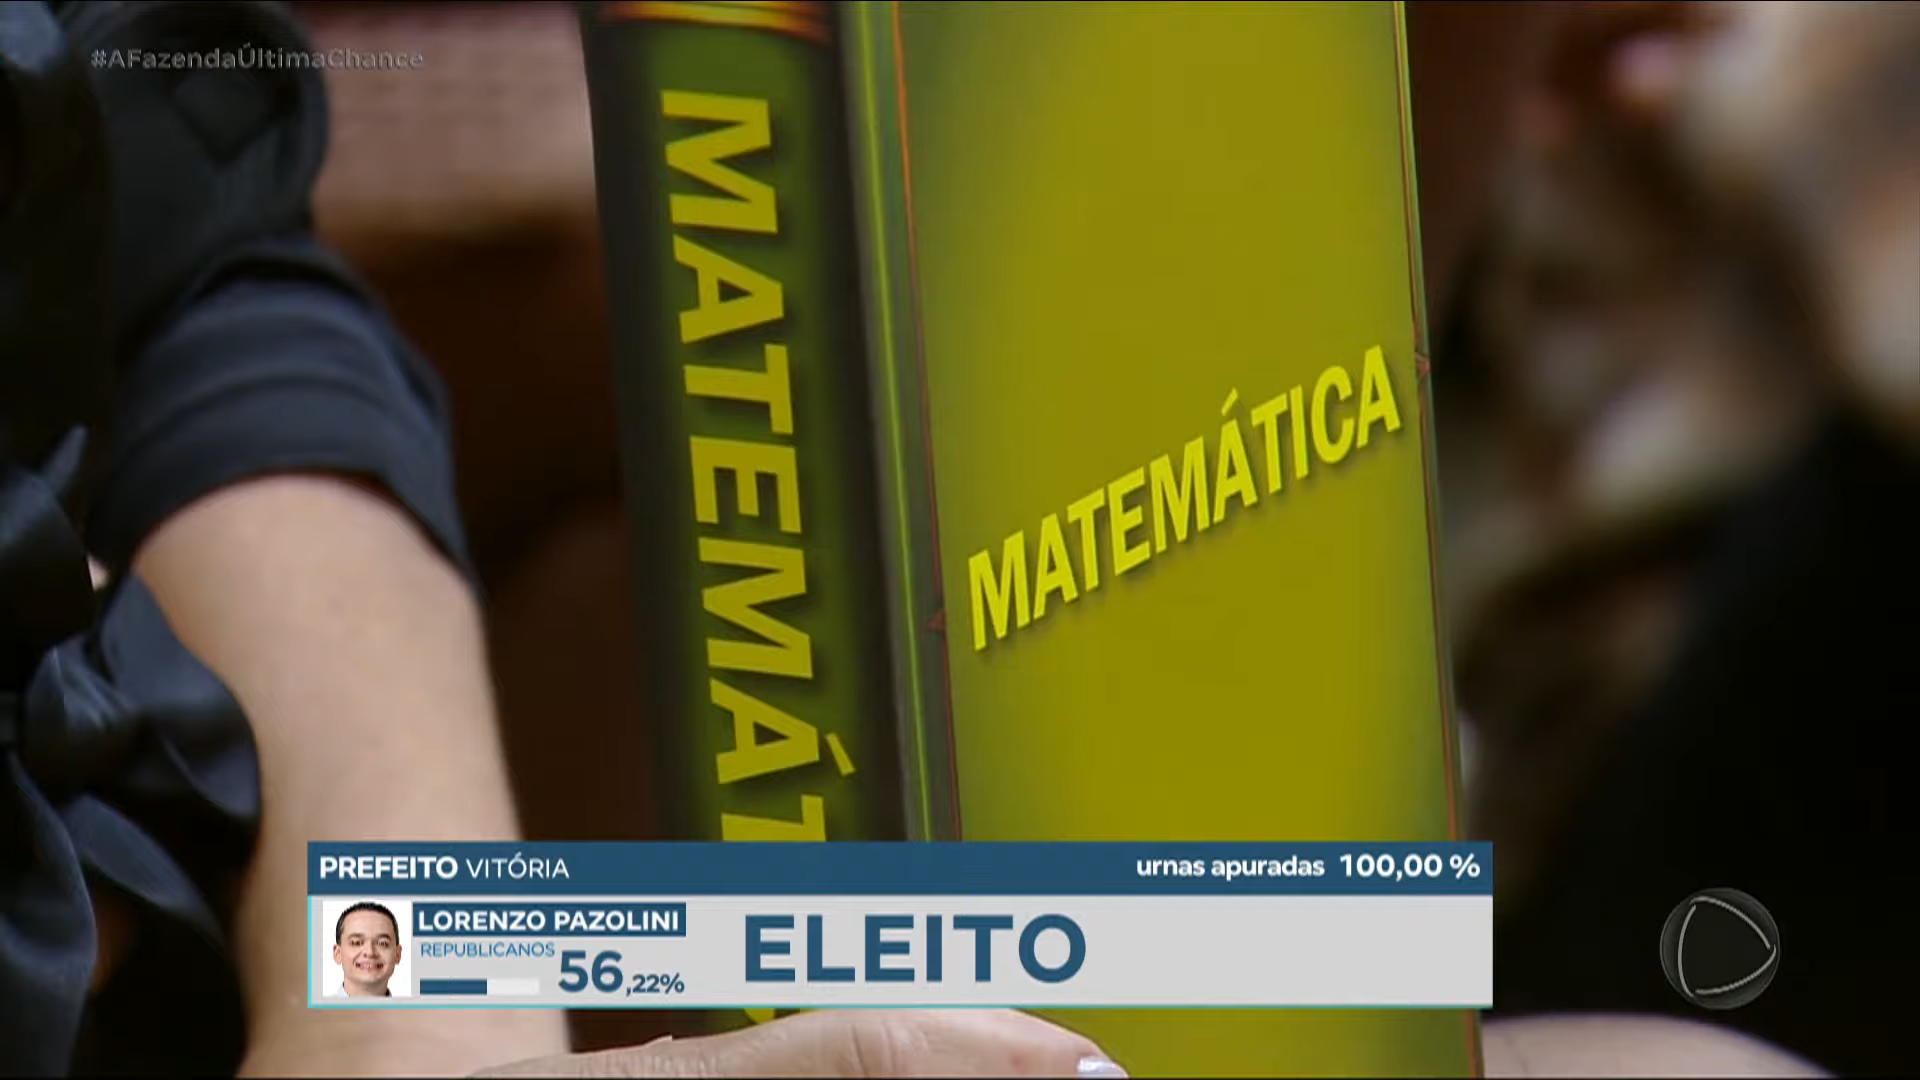 #AFazendaÚltimaChance
MATEMÁT
MATEMÁTICA
PREFEITO VITÓRIA
urnas apuradas 100,00 %
LORENZO PAZOLINI
REPUBLICANOS
56,22%
ELEITO